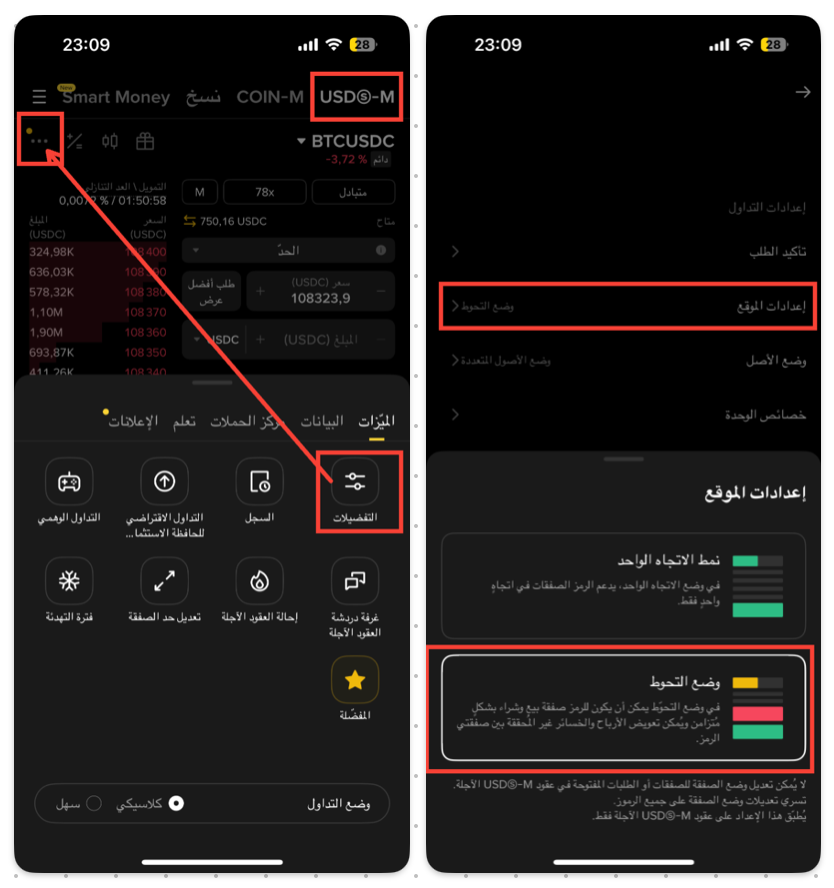 23:09
28
New
Smart Money
نسخ
COIN-M
USDⓈ-M
BTCUSDC
-3,72 %
دائم
التمويل \ العد التنازلي
0,0072 % / 01:50:58
M
78x
متبادل
المبلغ
(USDC)
السعر
(USDC)
750,16 USDC
متاح
324,98K
108 400
الحدّ
636,03K
108 390
578,32K
108 380
طلب أفضل
عرض
سعر (USDC)
108323,9
1,10M
108 370
1,90M
108 360
USDC
المبلغ (USDC)
693,87K
108 350
411,26K
108 340
الميّزات
البيانات
مركز الحملات
تعلم
الإعلانات
التفضيلات
السجل
التداول الافتراضي
للحافظة الاستثما...
التداول الوهمي
غرفة دردشة
العقود الآجلة
إحالة العقود الآجلة
تعديل حد الصفقة
فترة التهدئة
المفضّلة
وضع التداول
كلاسيكي
سهل
23:09
28
إعدادات التداول
تأكيد الطلب
إعدادات الموقع
وضع التحوط
وضع الأصل
وضع الأصول المتعددة
خصائص الوحدة
إعدادات الموقع
نمط الاتجاه الواحد
في وضع الاتجاه الواحد، يدعم الرمز الصفقات في اتجاهٍ
واحدٍ فقط.
وضع التحوط
في وضع التحوّط يمكن أن يكون للرمز صفقة بيع وشراء بشكلٍ
مُتزامن ويُمكن تعويض الأرباح والخسائر غير المُحققة بين صفقتي
الرمز.
لا يُمكن تعديل وضع الصفقة للصفقات أو الطلبات المفتوحة في عقود USDⓈ-M الآجلة.
تسري تعديلات وضع الصفقة على جميع الرموز.
يُطبّق هذا الإعداد على عقود USDⓈ-M الآجلة فقط.